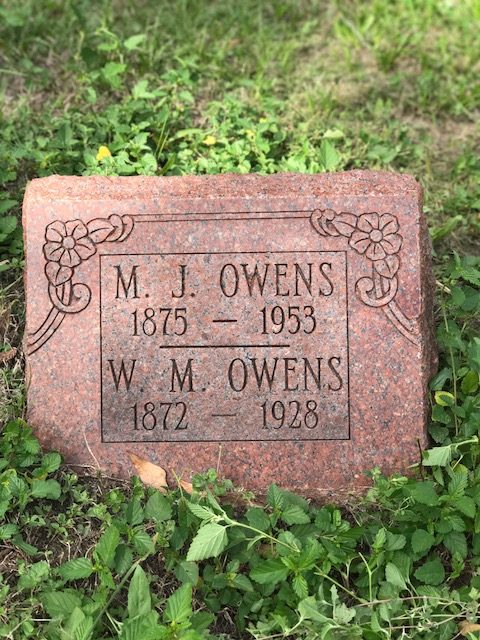 M. J. OWENS
1875 — 1953
W. M. OWENS
1872 — 1928